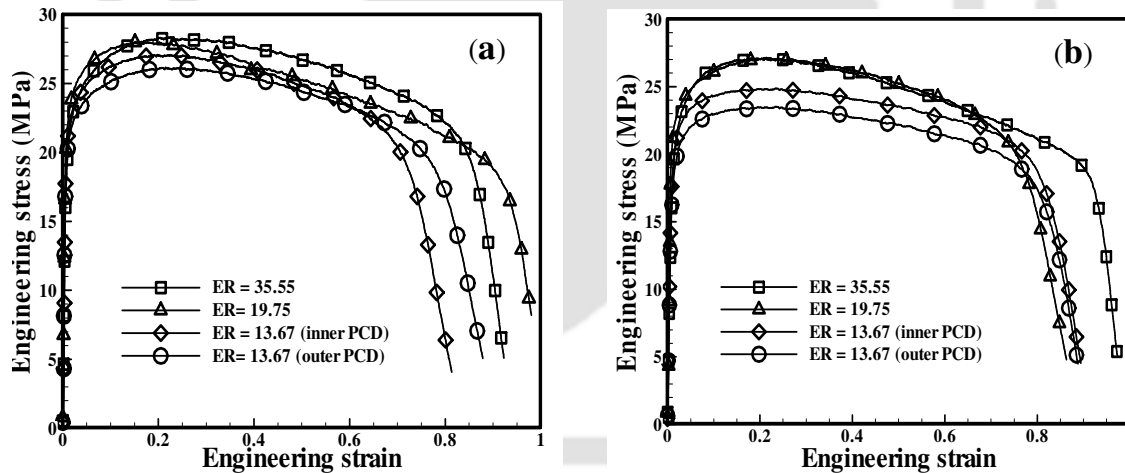 (a)
Engineering stress (MPa)
30
25
20
15
10
5
0
ER = 35.55
ER= 19.75
ER = 13.67 (inner PCD)
ER= 13.67 (outer PCD)
0 0.2 0.4 0.6 0.8 1
Engineering strain
(b)
Engineering stress (MPa)
30
25
20
15
10
5
0
ER = 35.55
ER = 19.75
ER = 13.67 (inner PCD)
ER = 13.67 (outer PCD)
0 0.2 0.4 0.6 0.8
Engineering strain